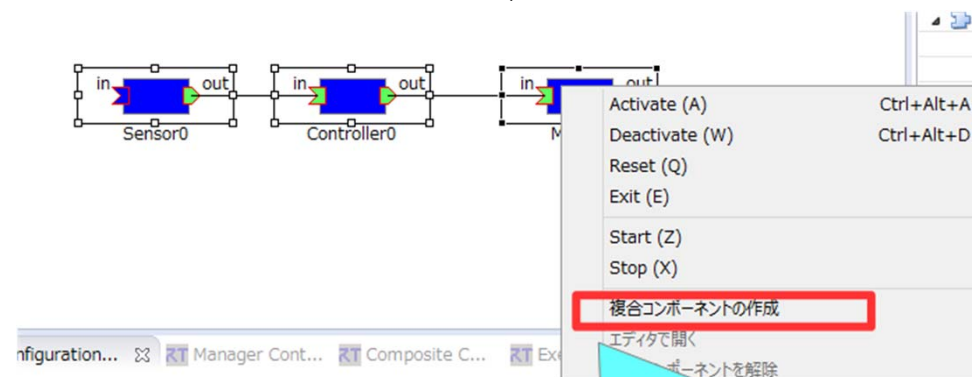 in out in out in out
Sensor0 Controller0 M
Activate (A) Ctrl+Alt+A
Deactivate (W) Ctrl+Alt+D
Reset (Q)
Exit (E)
Start (Z)
Stop (X)
複合コンポーネントの作成
エディタで開く
ポーネントを解除
nfiguration... RT Manager Cont... RT Composite C... RT Exe